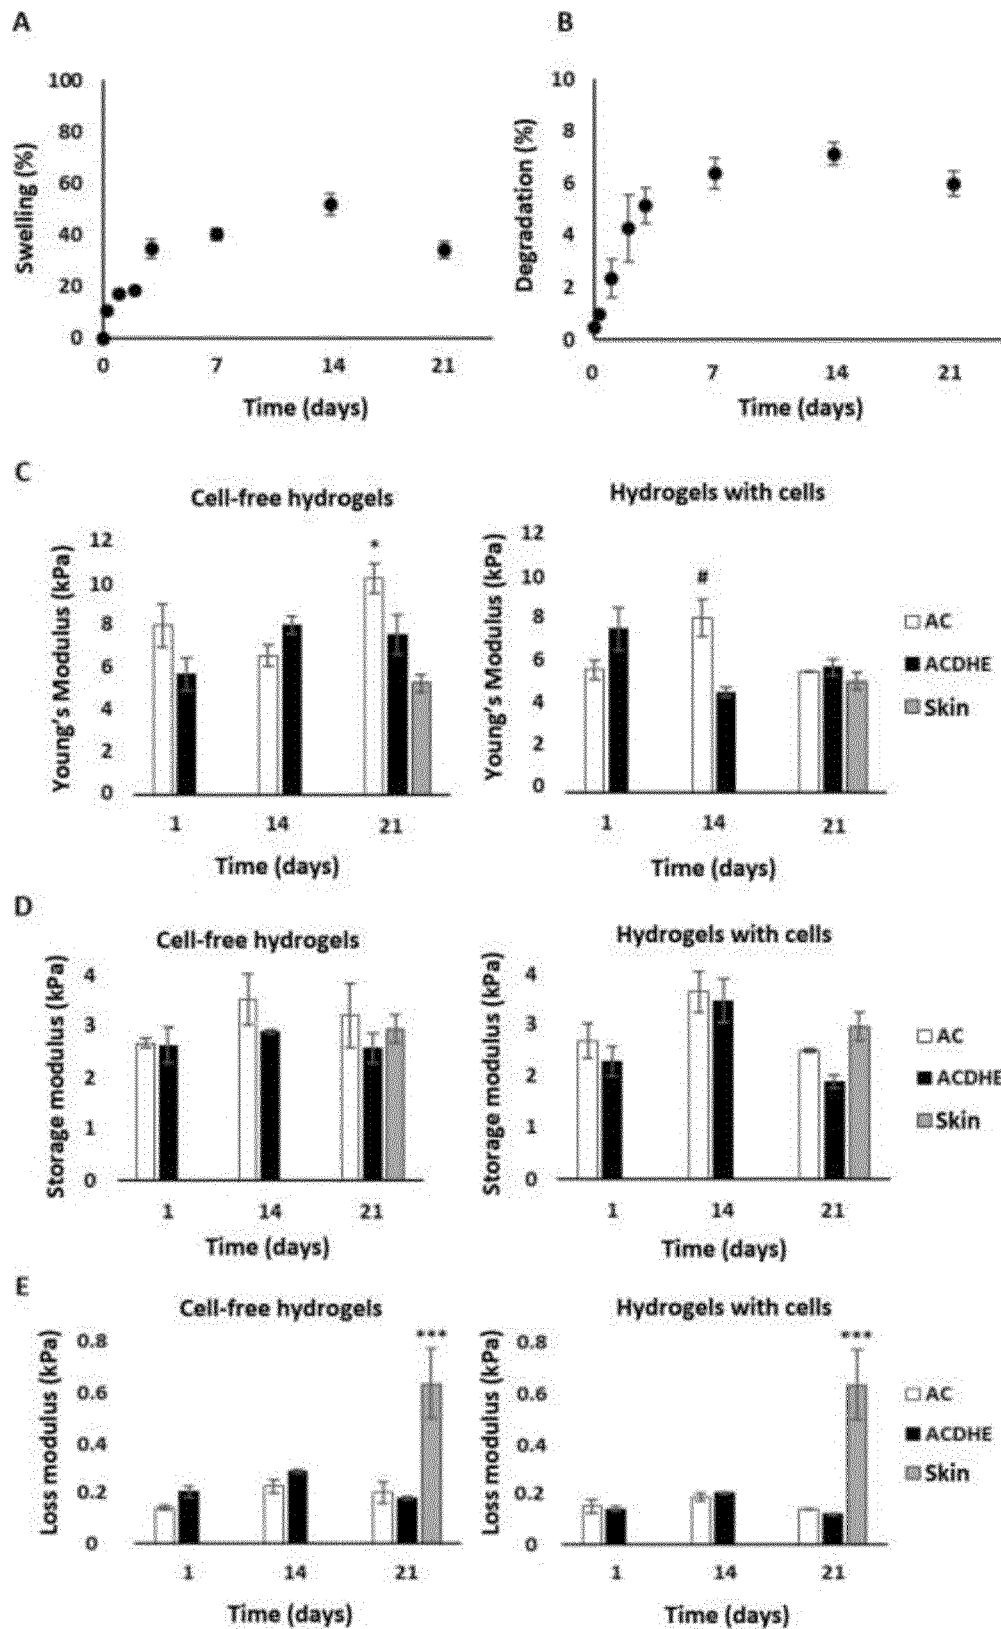 A
B
100
80
60
40
20
0
Swelling (%)
0 7 14 21
Time (days)
10
8
6
4
2
0
Degradation (%)
0 7 14 21
Time (days)
C
Cell-free hydrogels
12
10
8
6
4
2
0
Young's Modulus (kPa)
*
1 14 21
Time (days)
Hydrogels with cells
12
10
8
6
4
2
0
Young's Modulus (kPa)
#
1 14 21
Time (days)
AC
ACDHE
Skin
D
Cell-free hydrogels
4
3
2
1
0
Storage modulus (kPa)
1 14 21
Time (days)
Hydrogels with cells
4
3
2
1
0
Storage modulus (kPa)
1 14 21
Time (days)
AC
ACDHE
Skin
E
Cell-free hydrogels
0.8
0.6
0.4
0.2
0
Loss modulus (kPa)
***
1 14 21
Time (days)
Hydrogels with cells
0.8
0.6
0.4
0.2
0
Loss modulus (kPa)
***
1 14 21
Time (days)
AC
ACDHE
Skin